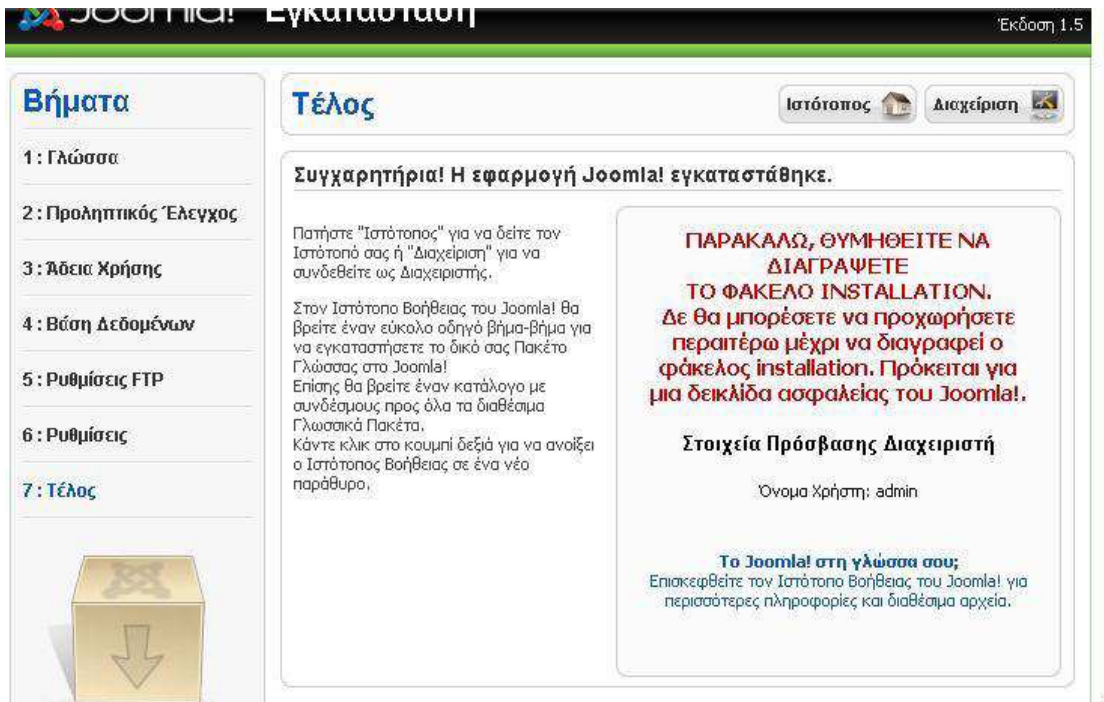 Joomla! Εγκατάσταση
Έκδοση 1.5
Βήματα
1 : Γλώσσα
2 : Προληπτικός Έλεγχος
3 : Άδεια Χρήσης
4 : Βάση Δεδομένων
5 : Ρυθμίσεις FTP
6 : Ρυθμίσεις
7 : Τέλος
Τέλος
Ιστότοπος
Διαχείριση
Συγχαρητήρια! Η εφαρμογή Joomla! εγκαταστάθηκε.
Πατήστε "Ιστότοπος" για να δείτε τον
Ιστότοπό σας ή "Διαχείριση" για να
συνδεθείτε ως Διαχειριστής.
Στον Ιστότοπο Βοήθειας του Joomla! θα
βρείτε έναν εύκολο οδηγό βήμα-βήμα για
να εγκαταστήσετε το δικό σας Πακέτο
Γλώσσας στο Joomla!
Επίσης θα βρείτε έναν κατάλογο με
συνδέσμους προς όλα τα διαθέσιμα
Γλωσσικά Πακέτα.
Κάντε κλικ στο κουμπί δεξιά για να ανοίξει
ο Ιστότοπος Βοήθειας σε ένα νέο
παράθυρο.
ΠΑΡΑΚΑΛΩ, ΘΥΜΗΘΕΙΤΕ ΝΑ
ΔΙΑΓΡΑΨΕΤΕ
ΤΟ ΦΑΚΕΛΟ INSTALLATION.
Δε θα μπορέσετε να προχωρήσετε
περαιτέρω μέχρι να διαγραφεί ο
φάκελος installation. Πρόκειται για
μια δεικλίδα ασφαλείας του Joomla!.
Στοιχεία Πρόσβασης Διαχειριστή
Όνομα Χρήστη: admin
Το Joomla! στη γλώσσα σου;
Επισκεφθείτε τον Ιστότοπο Βοήθειας του Joomla! για
περισσότερες πληροφορίες και διαθέσιμα αρχεία.